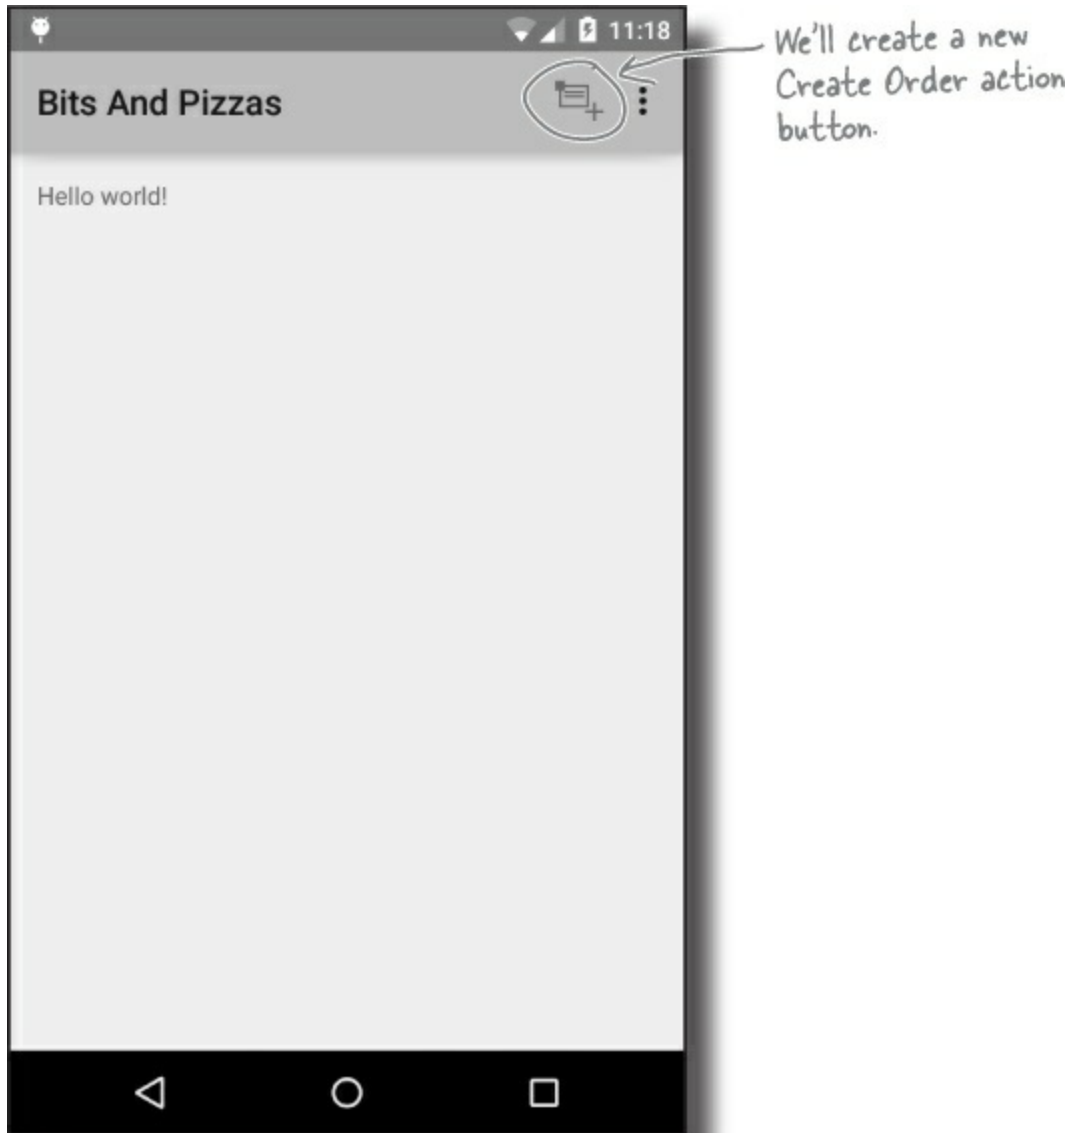 11:18
We'll create a new
Create Order action
button.
Bits And Pizzas
Hello world!